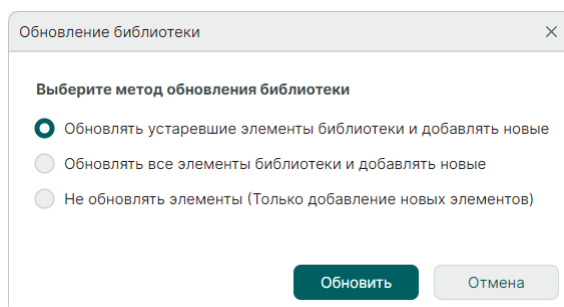 Обновление библиотеки
Выберите метод обновления библиотеки
Обновлять устаревшие элементы библиотеки и добавлять новые
Обновлять все элементы библиотеки и добавлять новые
Не обновлять элементы (Только добавление новых элементов)
Обновить Отмена